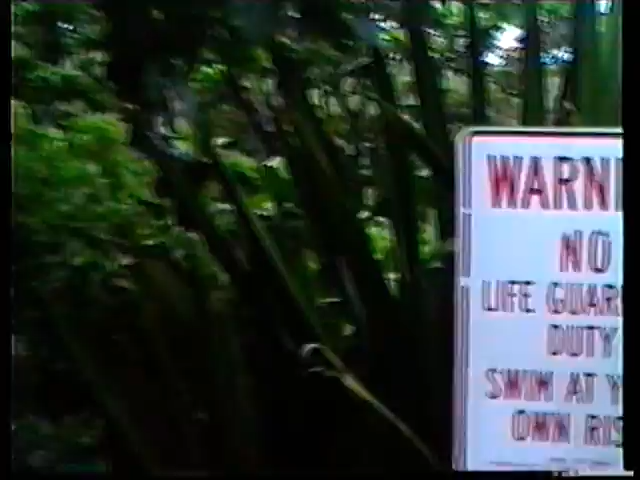 WARNI
NO
LIFE GUAR
DUTY
SWIM AT Y
OWN RIS